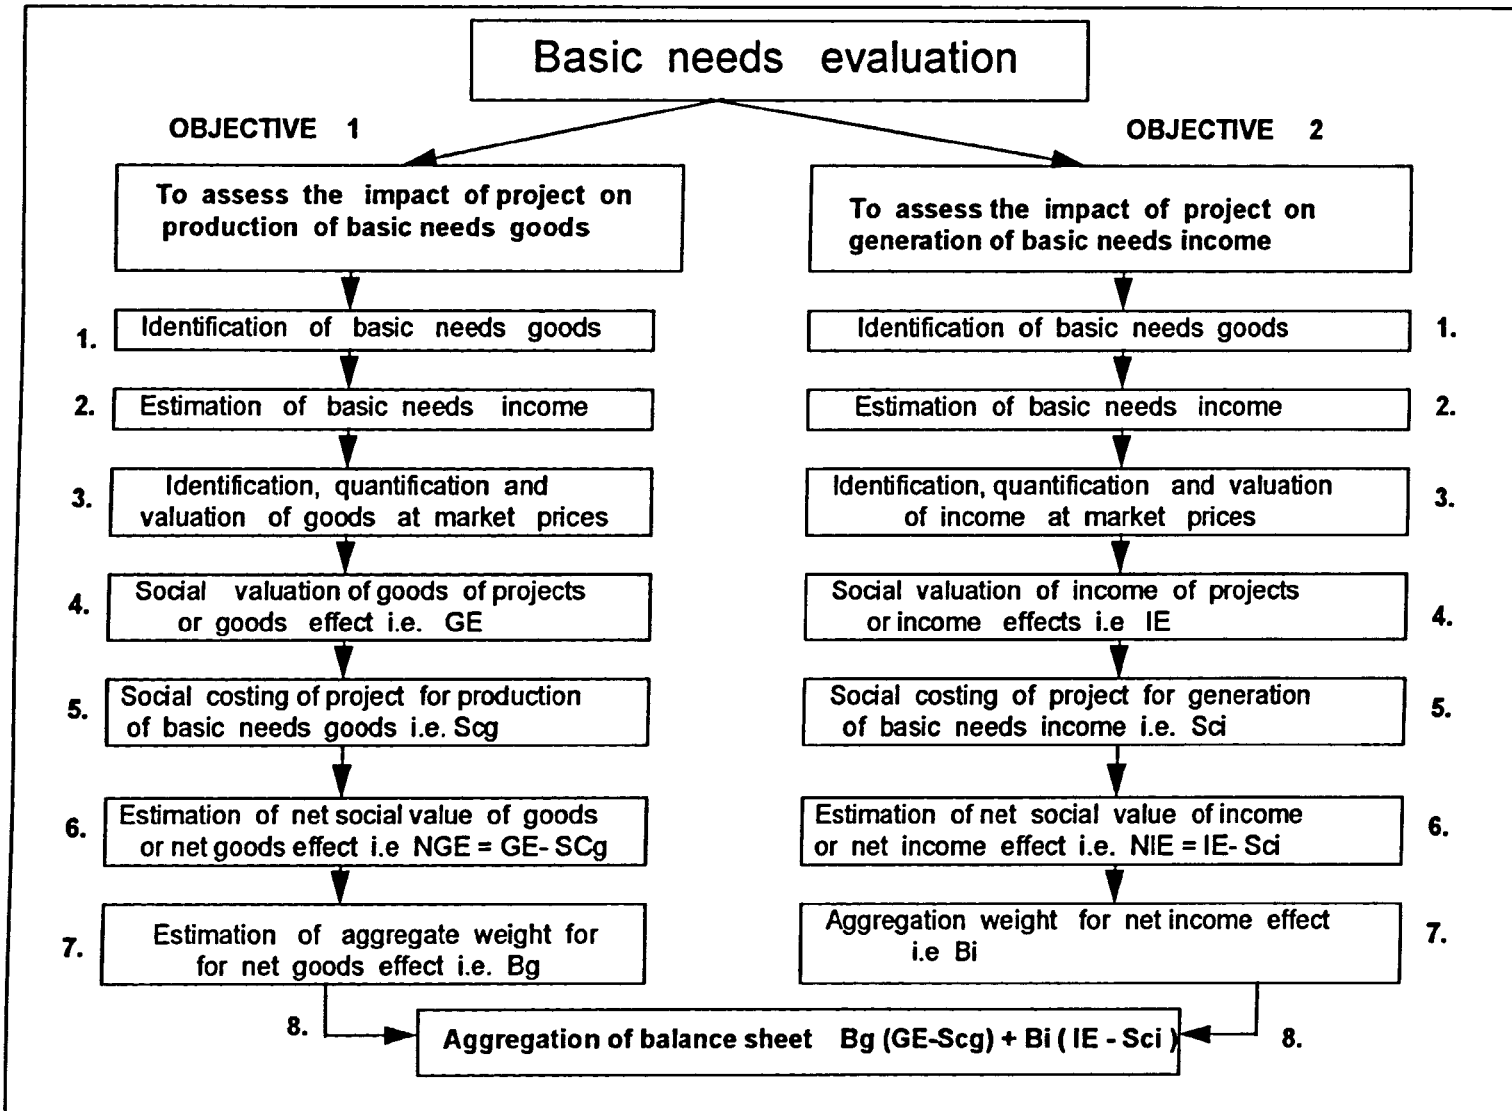 Basic needs evaluation
OBJECTIVE 1
OBJECTIVE 2
To assess the impact of project on
production of basic needs goods
To assess the impact of project on
generation of basic needs income
1.
Identification of basic needs goods
Identification of basic needs goods
1.
2.
Estimation of basic needs income
Estimation of basic needs income
2.
3.
Identification, quantification and
valuation of goods at market prices
Identification, quantification and valuation
of income at market prices
3.
4.
Social valuation of goods of projects
or goods effect i.e. GE
Social valuation of income of projects
or income effects i.e IE
4.
5.
Social costing of project for production
of basic needs goods i.e. Scg
Social costing of project for generation
of basic needs income i.e. Sci
5.
6.
Estimation of net social value of goods
or net goods effect i.e NGE = GE- SCg
Estimation of net social value of income
or net income effect i.e. NIE = IE- Sci
6.
7.
Estimation of aggregate weight for
for net goods effect i.e. Bg
Aggregation weight for net income effect
i.e Bi
7.
8.
Aggregation of balance sheet Bg (GE-Scg) + Bi ( IE - Sci )
8.